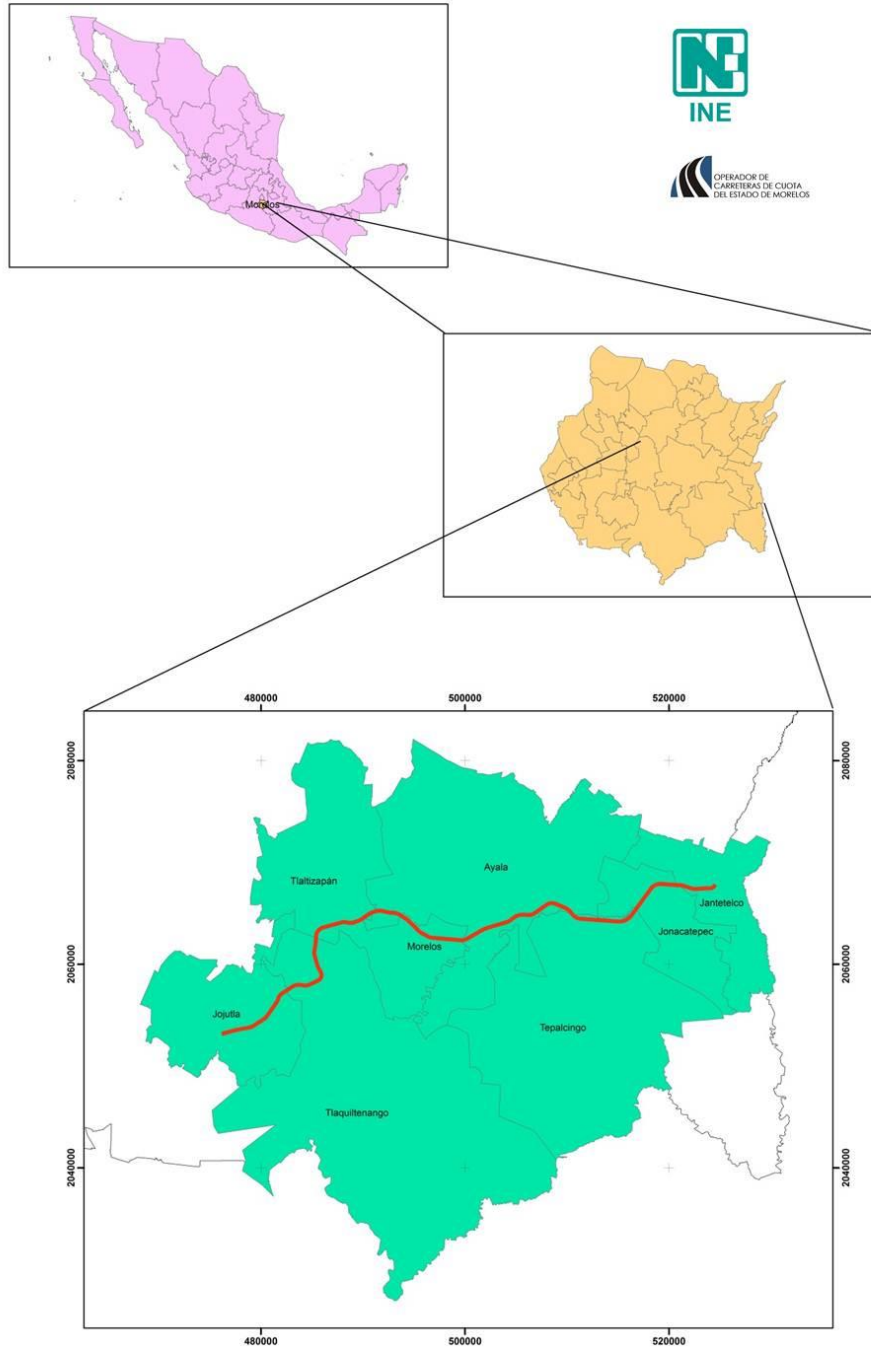 INE
OPERADOR DE
CARRETERAS DE CUOTA
DEL ESTADO DE MORELOS
Morelos
480000
500000
520000
2080000
2080000
Ayala
Tlaltizapán
Jantetelco
Jonacatepec
Morelos
2060000
2060000
Jojutla
Tepalcingo
Tlaquiltenango
2040000
2040000
480000
500000
520000